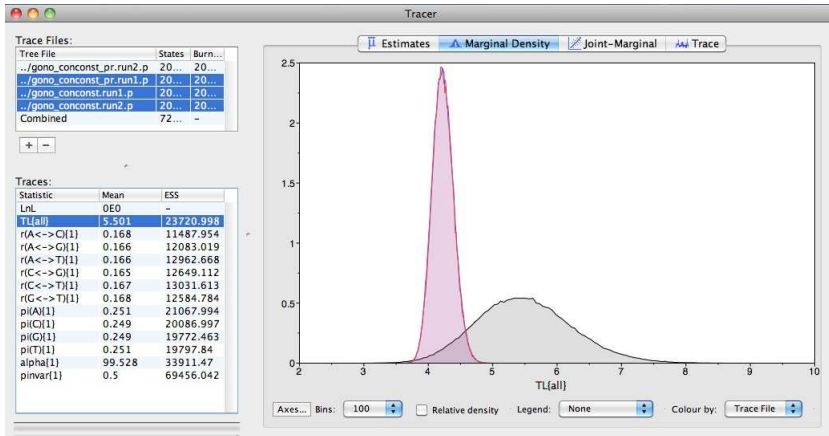 Tracer
Trace Files:
Tree File States Burn...
../gono_conconst_pr.run2.p 20... 20...
../gono_conconst_pr.run1.p 20... 20...
../gono_conconst.run1.p 20... 20...
../gono_conconst.run2.p 20... 20...
Combined 72... -
+ -
Traces:
Statistic Mean ESS
LnL 0E0 -
TL{all} 5.501 23720.998
r(A<->C){1} 0.168 11487.954
r(A<->G){1} 0.166 12083.019
r(A<->T){1} 0.166 12962.668
r(C<->G){1} 0.165 12649.112
r(C<->T){1} 0.167 13031.613
r(G<->T){1} 0.168 12584.784
pi(A){1} 0.251 21067.994
pi(C){1} 0.249 20086.997
pi(G){1} 0.249 19772.463
pi(T){1} 0.251 19797.84
alpha{1} 99.528 33911.47
pinvar{1} 0.5 69456.042
Estimates Marginal Density Joint-Marginal Trace
2.5
2
1.5
1
0.5
0
2 3 4 5 6 7 8 9 10
TL{all}
Axes... Bins: 100 Relative density Legend: None Colour by: Trace File